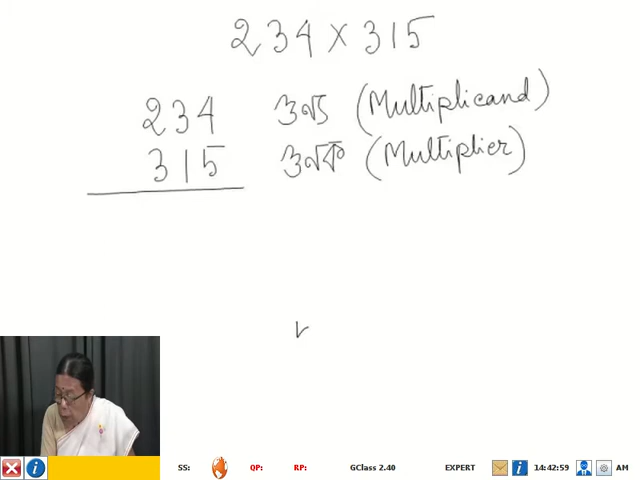 234 × 315
234 গুণ্য (Multiplicand)
315 গুণক (Multiplier)
SS: QP: RP: GClass 2.40 EXPERT 14:42:59 AM